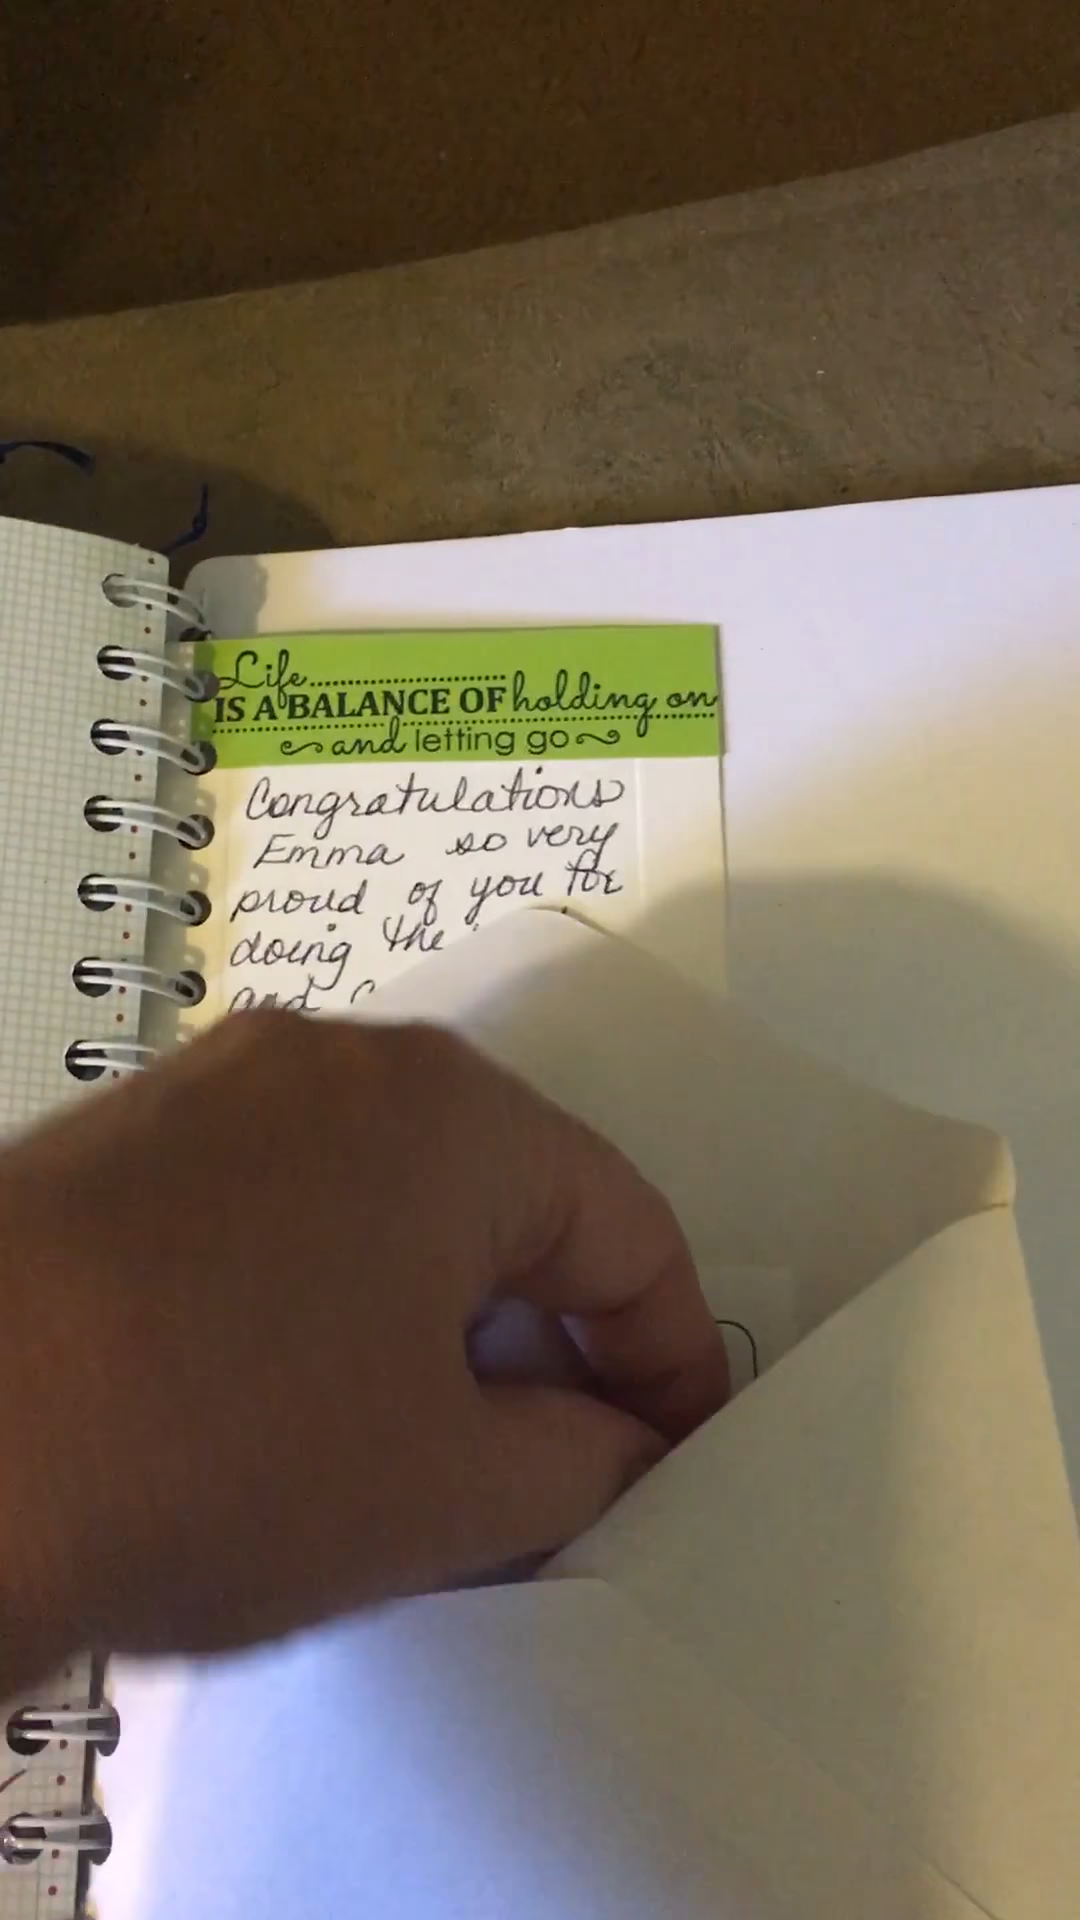 Life
IS A BALANCE OF holding on
and letting go
Congratulations
Emma so very
proud of you for
doing the
and